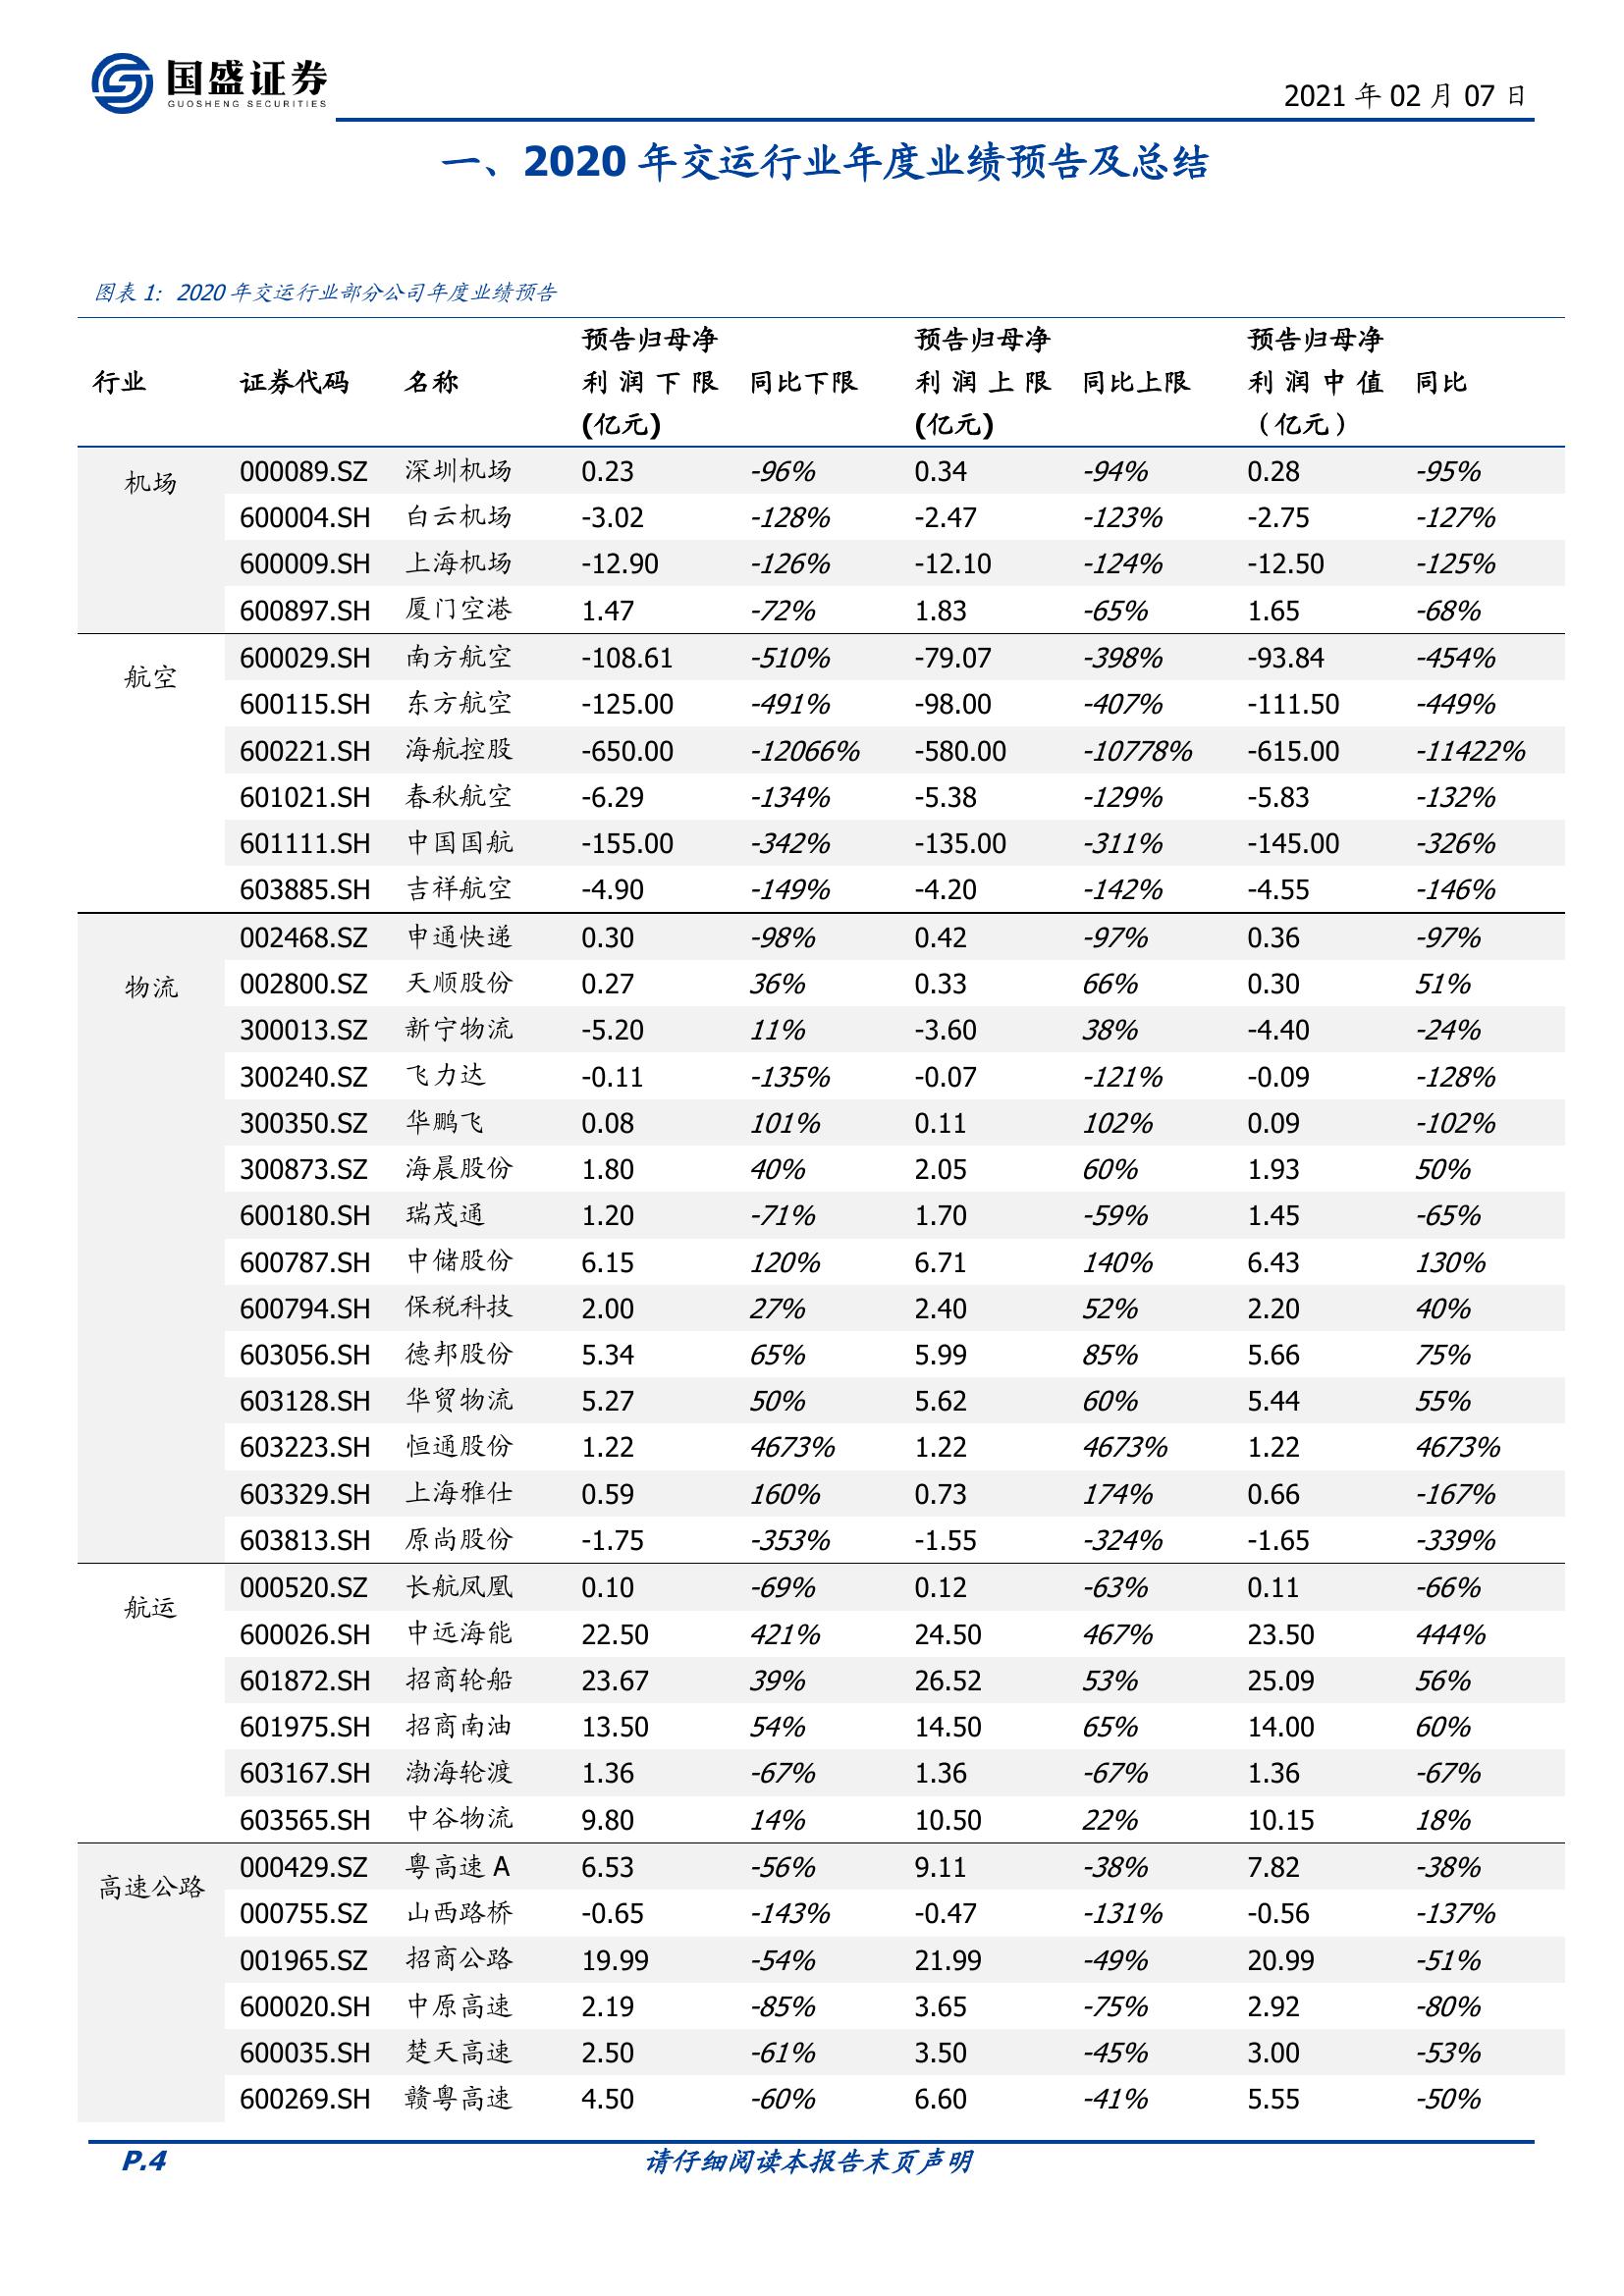 国盛证券
GUOSHENG SECURITIES
2021 年 02 月 07 日
一、2020 年交运行业年度业绩预告及总结
图表 1: 2020 年交运行业部分公司年度业绩预告
行业 证券代码 名称 预告归母净利润下限(亿元) 同比下限 预告归母净利润上限(亿元) 同比上限 预告归母净利润中值（亿元） 同比
机场 000089.SZ 深圳机场 0.23 -96% 0.34 -94% 0.28 -95%
600004.SH 白云机场 -3.02 -128% -2.47 -123% -2.75 -127%
600009.SH 上海机场 -12.90 -126% -12.10 -124% -12.50 -125%
600897.SH 厦门空港 1.47 -72% 1.83 -65% 1.65 -68%
航空 600029.SH 南方航空 -108.61 -510% -79.07 -398% -93.84 -454%
600115.SH 东方航空 -125.00 -491% -98.00 -407% -111.50 -449%
600221.SH 海航控股 -650.00 -12066% -580.00 -10778% -615.00 -11422%
601021.SH 春秋航空 -6.29 -134% -5.38 -129% -5.83 -132%
601111.SH 中国国航 -155.00 -342% -135.00 -311% -145.00 -326%
603885.SH 吉祥航空 -4.90 -149% -4.20 -142% -4.55 -146%
物流 002468.SZ 申通快递 0.30 -98% 0.42 -97% 0.36 -97%
002800.SZ 天顺股份 0.27 36% 0.33 66% 0.30 51%
300013.SZ 新宁物流 -5.20 11% -3.60 38% -4.40 -24%
300240.SZ 飞力达 -0.11 -135% -0.07 -121% -0.09 -128%
300350.SZ 华鹏飞 0.08 101% 0.11 102% 0.09 -102%
300873.SZ 海晨股份 1.80 40% 2.05 60% 1.93 50%
600180.SH 瑞茂通 1.20 -71% 1.70 -59% 1.45 -65%
600787.SH 中储股份 6.15 120% 6.71 140% 6.43 130%
600794.SH 保税科技 2.00 27% 2.40 52% 2.20 40%
603056.SH 德邦股份 5.34 65% 5.99 85% 5.66 75%
603128.SH 华贸物流 5.27 50% 5.62 60% 5.44 55%
603223.SH 恒通股份 1.22 4673% 1.22 4673% 1.22 4673%
603329.SH 上海雅仕 0.59 160% 0.73 174% 0.66 -167%
603813.SH 原尚股份 -1.75 -353% -1.55 -324% -1.65 -339%
航运 000520.SZ 长航凤凰 0.10 -69% 0.12 -63% 0.11 -66%
600026.SH 中远海能 22.50 421% 24.50 467% 23.50 444%
601872.SH 招商轮船 23.67 39% 26.52 53% 25.09 56%
601975.SH 招商南油 13.50 54% 14.50 65% 14.00 60%
603167.SH 渤海轮渡 1.36 -67% 1.36 -67% 1.36 -67%
603565.SH 中谷物流 9.80 14% 10.50 22% 10.15 18%
高速公路 000429.SZ 粤高速 A 6.53 -56% 9.11 -38% 7.82 -38%
000755.SZ 山西路桥 -0.65 -143% -0.47 -131% -0.56 -137%
001965.SZ 招商公路 19.99 -54% 21.99 -49% 20.99 -51%
600020.SH 中原高速 2.19 -85% 3.65 -75% 2.92 -80%
600035.SH 楚天高速 2.50 -61% 3.50 -45% 3.00 -53%
600269.SH 赣粤高速 4.50 -60% 6.60 -41% 5.55 -50%
P.4 请仔细阅读本报告末页声明